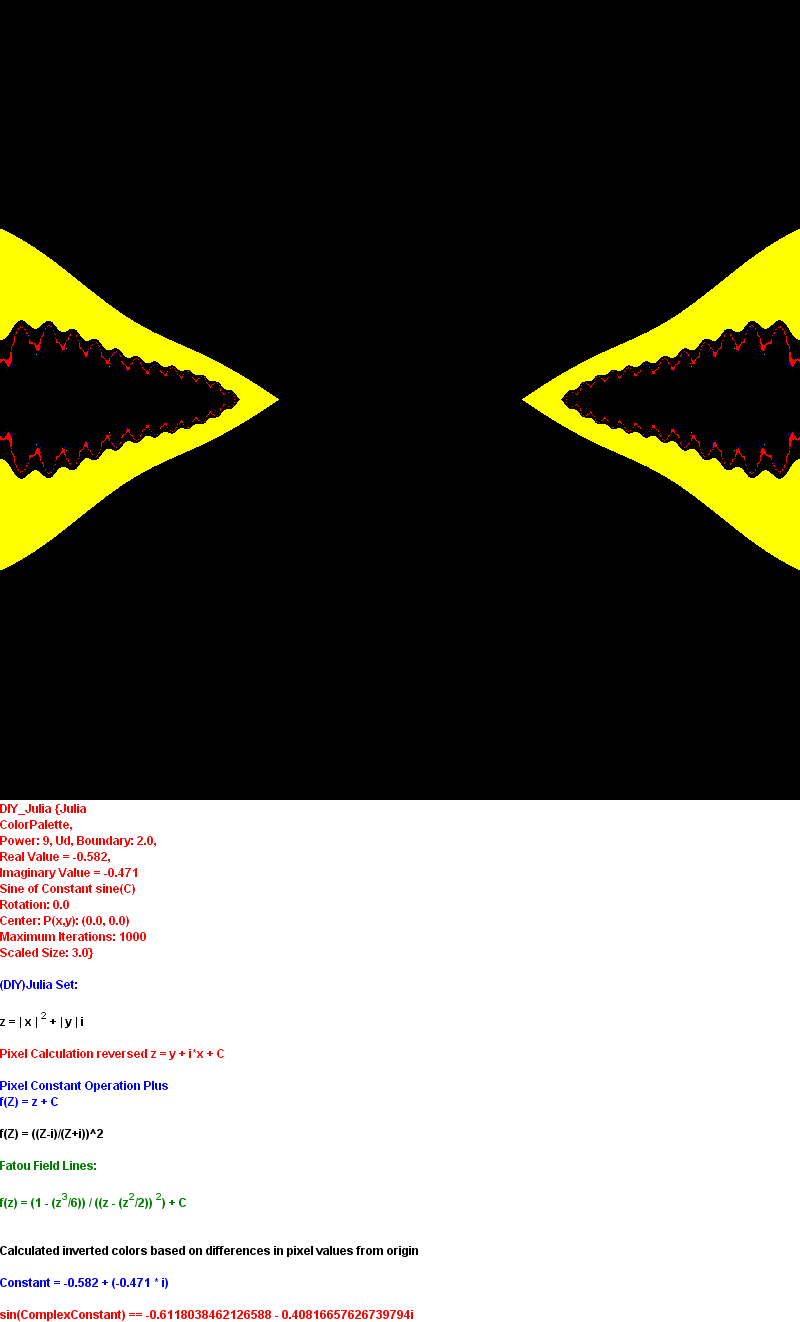 DIY_Julia {Julia
ColorPalette,
Power: 9, Ud, Boundary: 2.0,
Real Value = -0.582,
Imaginary Value = -0.471
Sine of Constant sine(C)
Rotation: 0.0
Center: P(x,y): (0.0, 0.0)
Maximum Iterations: 1000
Scaled Size: 3.0}
(DIY)Julia Set:
z = | x | 2 + | y | i
Pixel Calculation reversed z = y + i*x + C
Pixel Constant Operation Plus
f(Z) = z + C
f(Z) = ((Z-i)/(Z+i))^2
Fatou Field Lines:
f(z) = (1 - (z3/6)) / ((z - (z2/2)) 2) + C
Calculated inverted colors based on differences in pixel values from origin
Constant = -0.582 + (-0.471 * i)
sin(ComplexConstant) == -0.6118038462126588 - 0.40816657626739794i